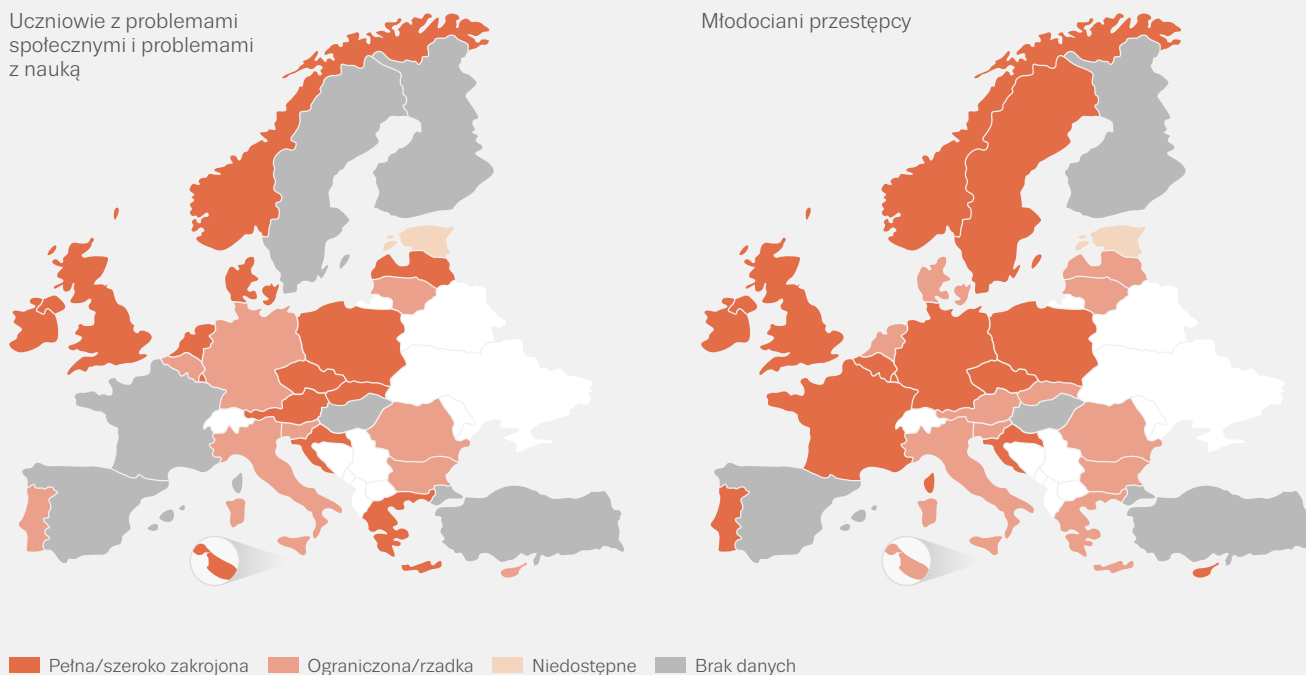 Uczniowie z problemami
społecznymi i problemami
z nauką
Młodociani przestępcy
Pełna/szeroko zakrojona
Ograniczona/rzadka
Niedostępne
Brak danych